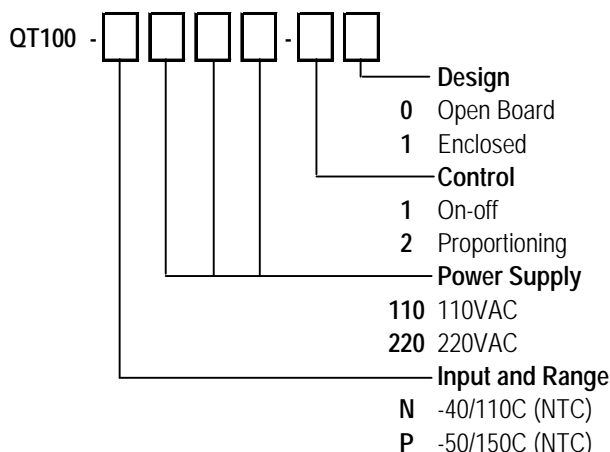 QT100 - -
Design
0 Open Board
1 Enclosed
Control
1 On-off
2 Proportioning
Power Supply
110 110VAC
220 220VAC
Input and Range
N -40/110C (NTC)
P -50/150C (NTC)